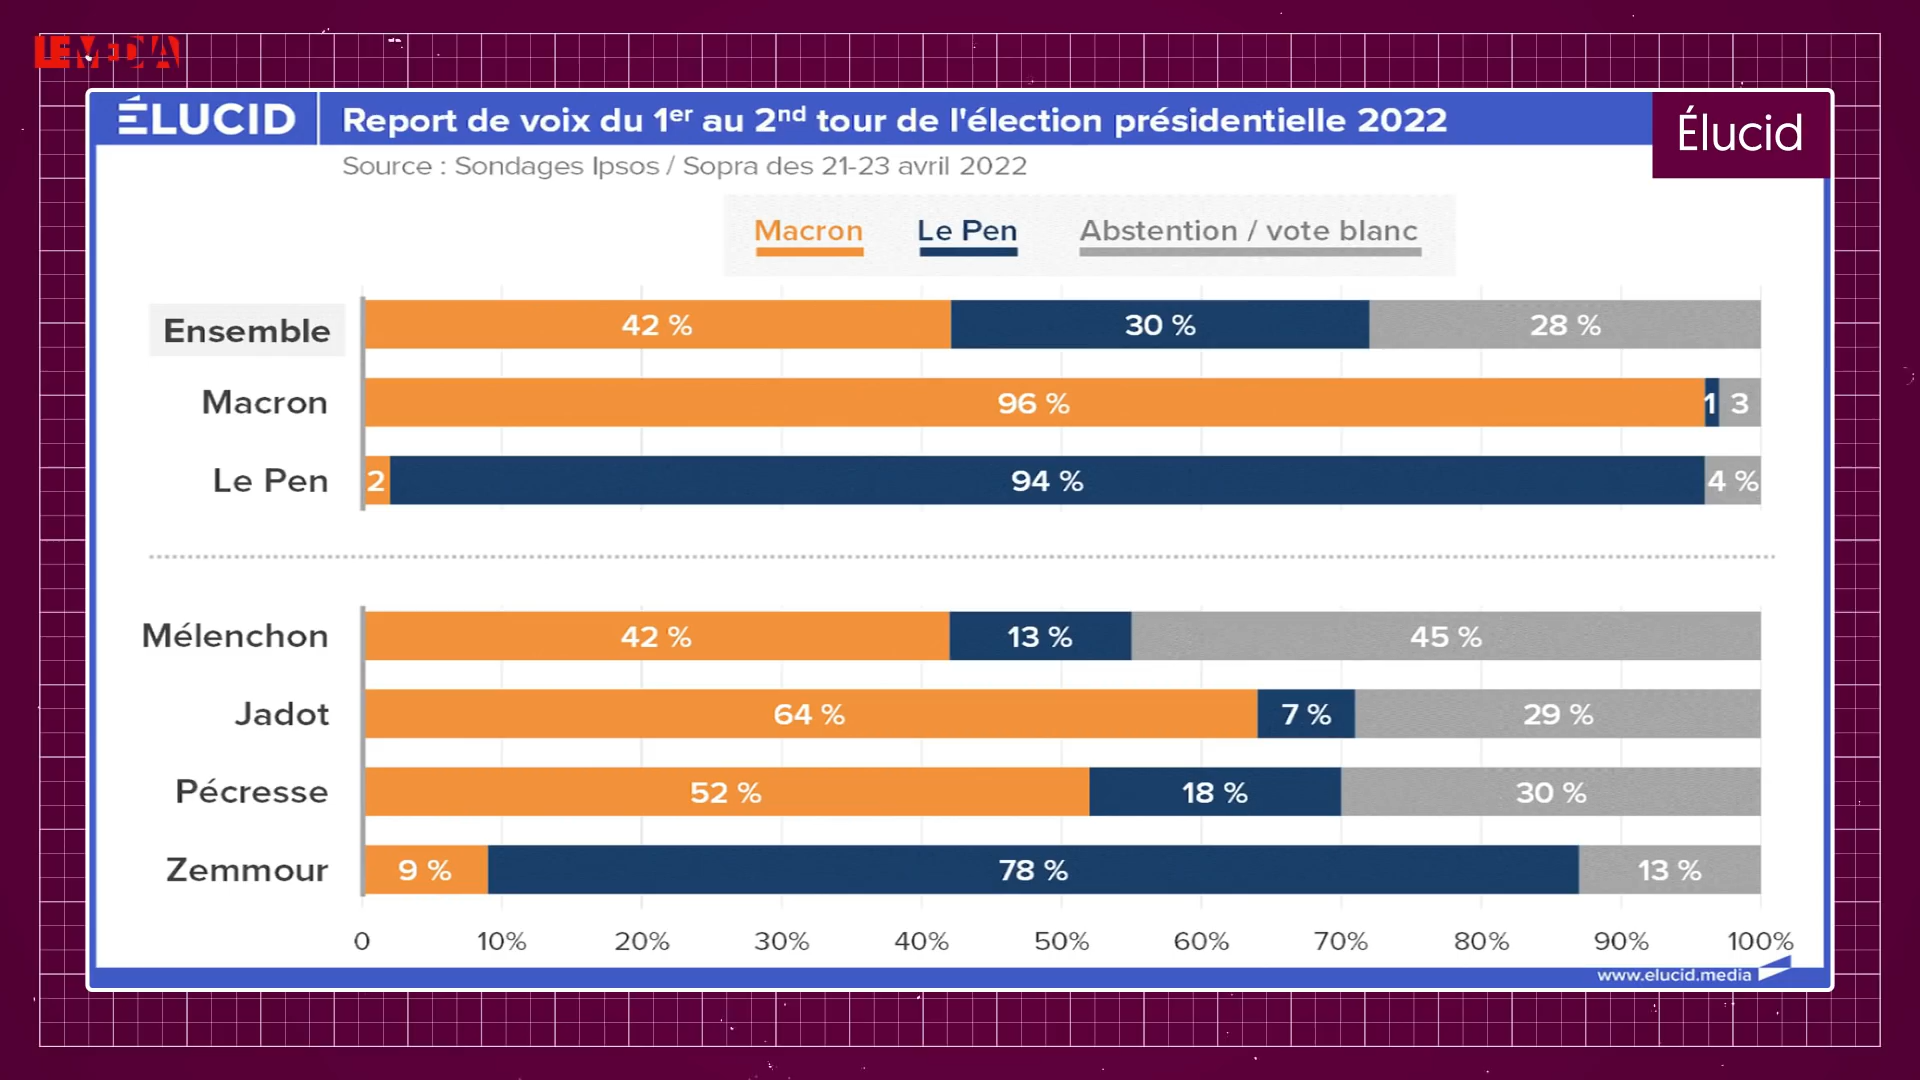 LEMEDIA
ÉLUCID
Report de voix du 1er au 2nd tour de l'élection présidentielle 2022
Élucid
Source : Sondages Ipsos / Sopra des 21-23 avril 2022
Macron Le Pen Abstention / vote blanc
Ensemble 42 % 30 % 28 %
Macron 96 % 1 3
Le Pen 2 94 % 4 %
Mélenchon 42 % 13 % 45 %
Jadot 64 % 7 % 29 %
Pécresse 52 % 18 % 30 %
Zemmour 9 % 78 % 13 %
0 10% 20% 30% 40% 50% 60% 70% 80% 90% 100%
www.elucid.media